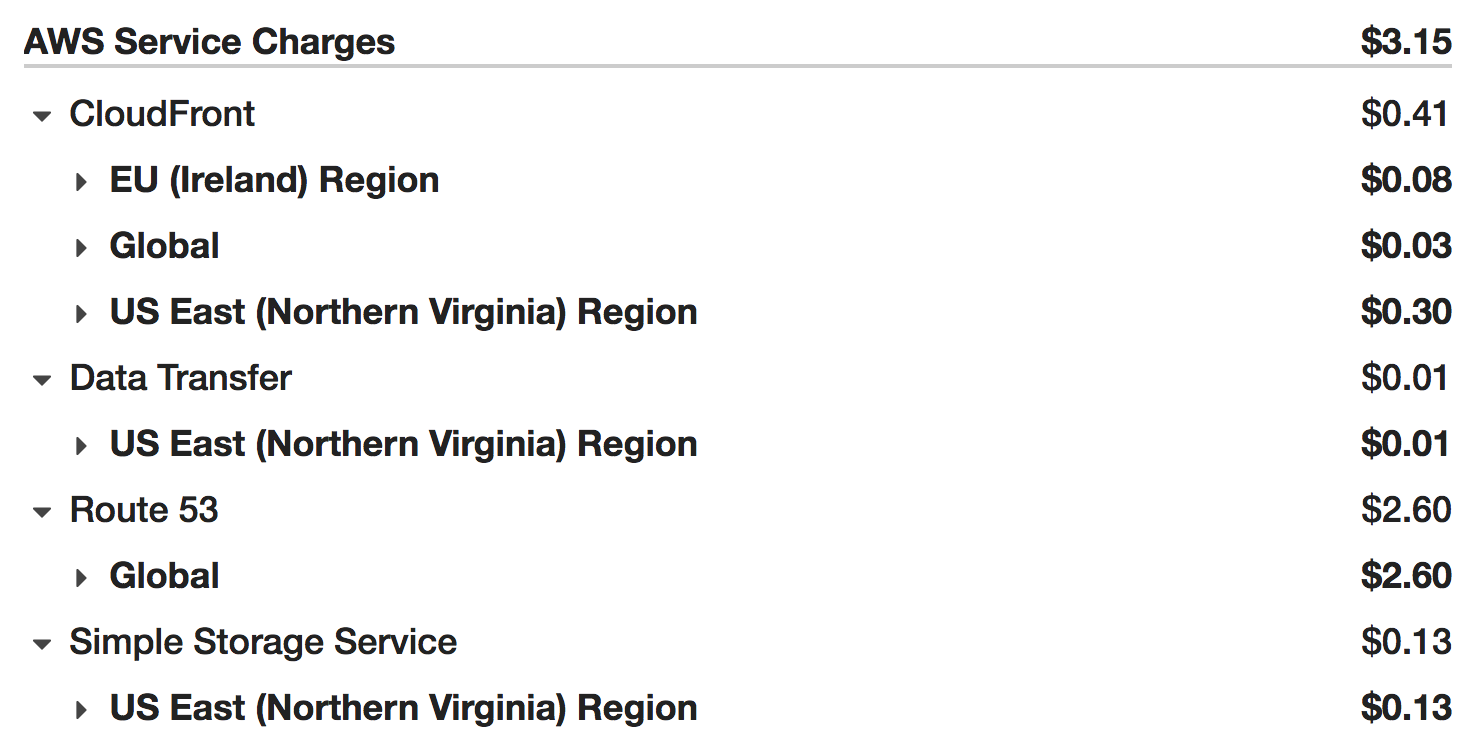 AWS Service Charges $3.15
CloudFront $0.41
EU (Ireland) Region $0.08
Global $0.03
US East (Northern Virginia) Region $0.30
Data Transfer $0.01
US East (Northern Virginia) Region $0.01
Route 53 $2.60
Global $2.60
Simple Storage Service $0.13
US East (Northern Virginia) Region $0.13